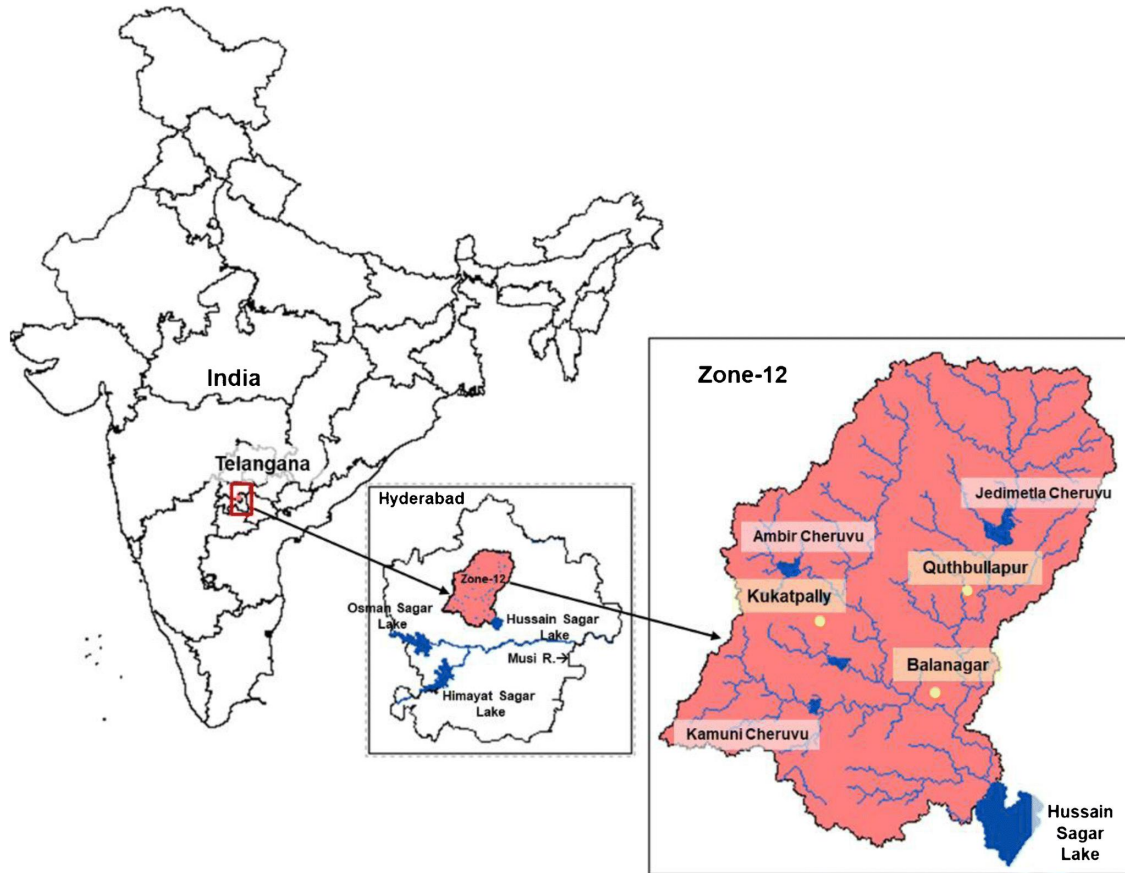 India
Telangana
Hyderabad
Zone-12
Osman Sagar
Lake
Hussain Sagar
Lake
Musi R.→
Himayat Sagar
Lake
Zone-12
Jedimetla Cheruvu
Ambir Cheruvu
Quthbullapur
Kukatpally
Balanagar
Kamuni Cheruvu
Hussain
Sagar
Lake